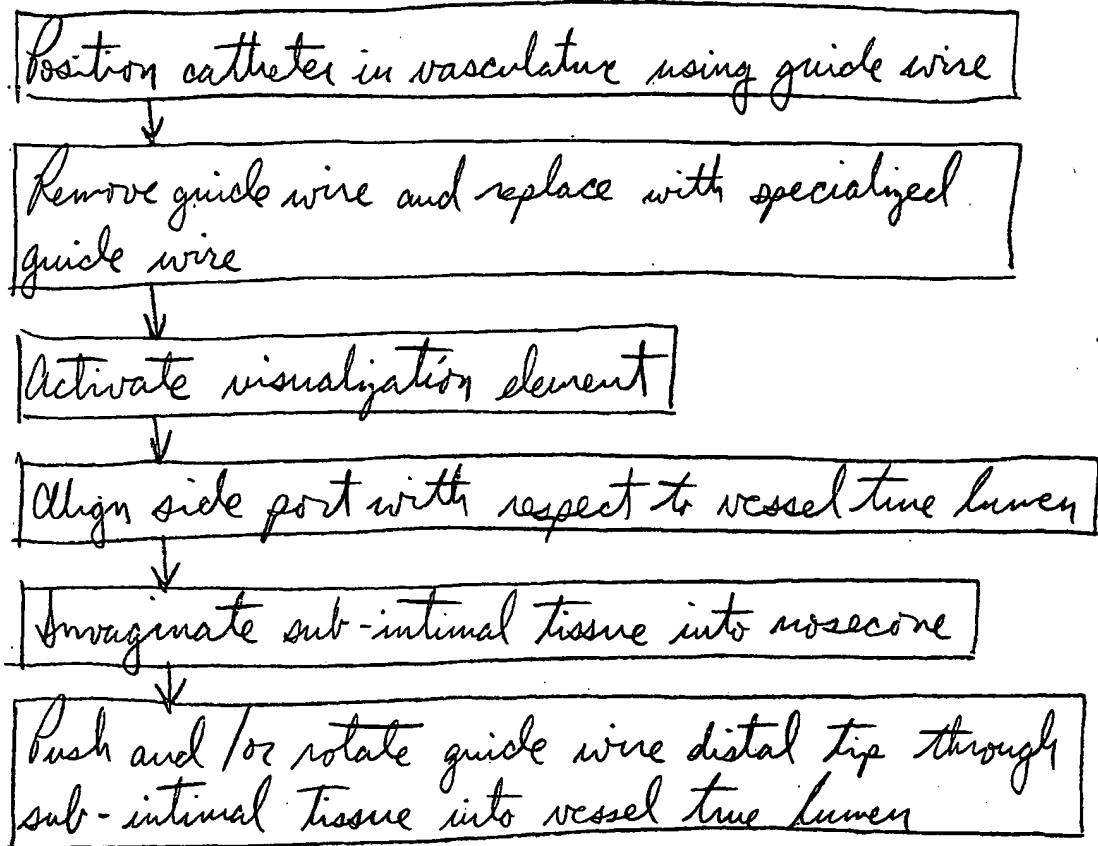 Position catheter in vasculature using guide wire
Remove guide wire and replace with specialized
guide wire
Activate visualization element
Align side port with respect to vessel true lumen
Invaginate sub-intimal tissue into nosecone
Push and/or rotate guide wire distal tip through
sub-intimal tissue into vessel true lumen